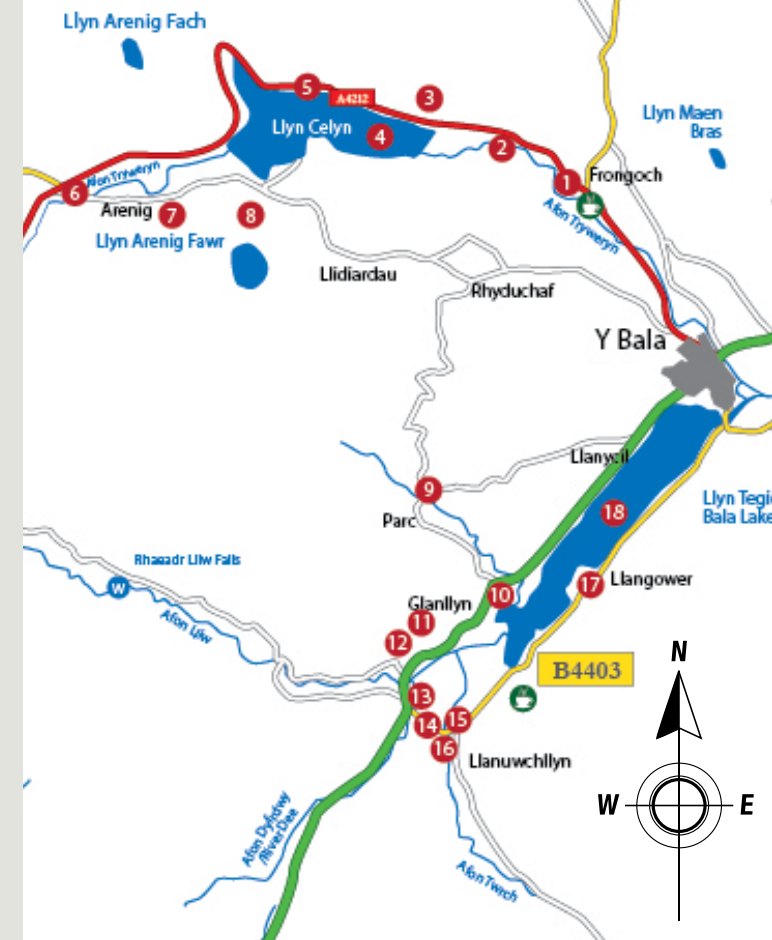 Llyn Arenig Fach
5
A4212
3
Llyn Maen
Bras
Llyn Celyn
4
2
Afon Tryweryn
6
1
Frongoch
Arenig
7
8
Afon Tryweryn
Llyn Arenig Fawr
Llidiardau
Rhyduchaf
Y Bala
Llanycil
9
Parc
18
Llyn Tegi
Bala Lake
Rhaeadr Lliw Falls
W
Afon Lliw
10
17
Llangower
Glanllyn
11
12
B4403
N
13
14
15
16
Llanuwchllyn
W
E
Afon Dyfrdwy
/River Dee
Afon Twrch